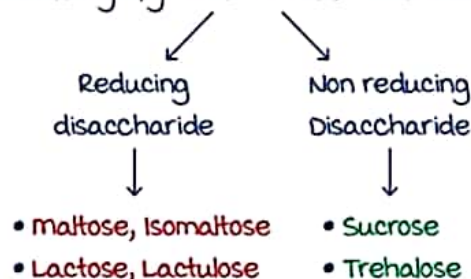 Reducing
disaccharide
Non reducing
Disaccharide
• maltose, Isomaltose
• Lactose, Lactulose
• Sucrose
• Trehalose